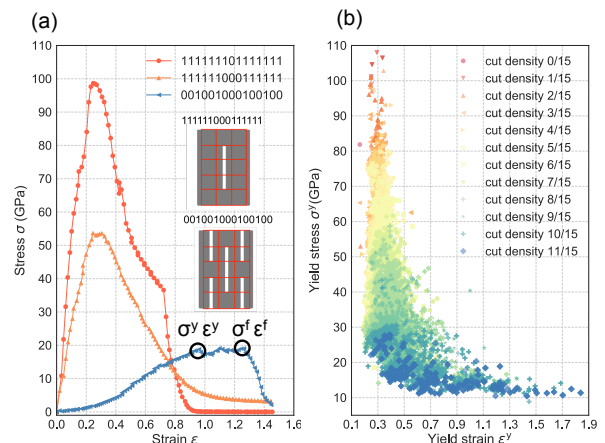 (a)
110
100
90
80
70
60
50
40
30
20
10
0
Stress σ (GPa)
111111101111111
111111000111111
001001000100100
111111000111111
001001000100100
σʸ εʸ
σᶠ εᶠ
0.0 0.2 0.4 0.6 0.8 1.0 1.2 1.4 1.6
Strain ε
(b)
110
100
90
80
70
60
50
40
30
20
10
Yield stress σʸ(GPa)
cut density 0/15
cut density 1/15
cut density 2/15
cut density 3/15
cut density 4/15
cut density 5/15
cut density 6/15
cut density 7/15
cut density 8/15
cut density 9/15
cut density 10/15
cut density 11/15
0.1 0.3 0.5 0.7 0.9 1.1 1.3 1.5 1.7 1.9
Yield strain εʸ